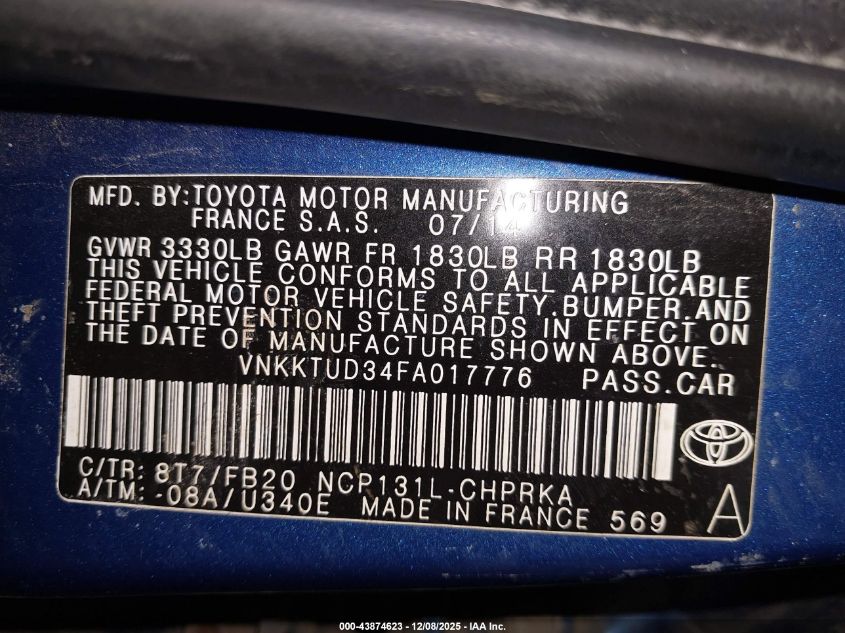 MFD. BY:TOYOTA MOTOR MANUFACTURING
FRANCE S.A.S. 07/14
GVWR 3330LB GAWR FR 1830LB RR 1830LB
THIS VEHICLE CONFORMS TO ALL APPLICABLE
FEDERAL MOTOR VEHICLE SAFETY.BUMPER.AND
THEFT PREVENTION STANDARDS IN EFFECT ON
THE DATE OF MANUFACTURE SHOWN ABOVE.
VNKKTUD34FA017776 PASS.CAR
C/TR: 8T7/FB20 NCP131L-CHPRKA
A/TM: -08A/U340E MADE IN FRANCE 569 A
000-43874623 - 12/08/2025 - IAA Inc.